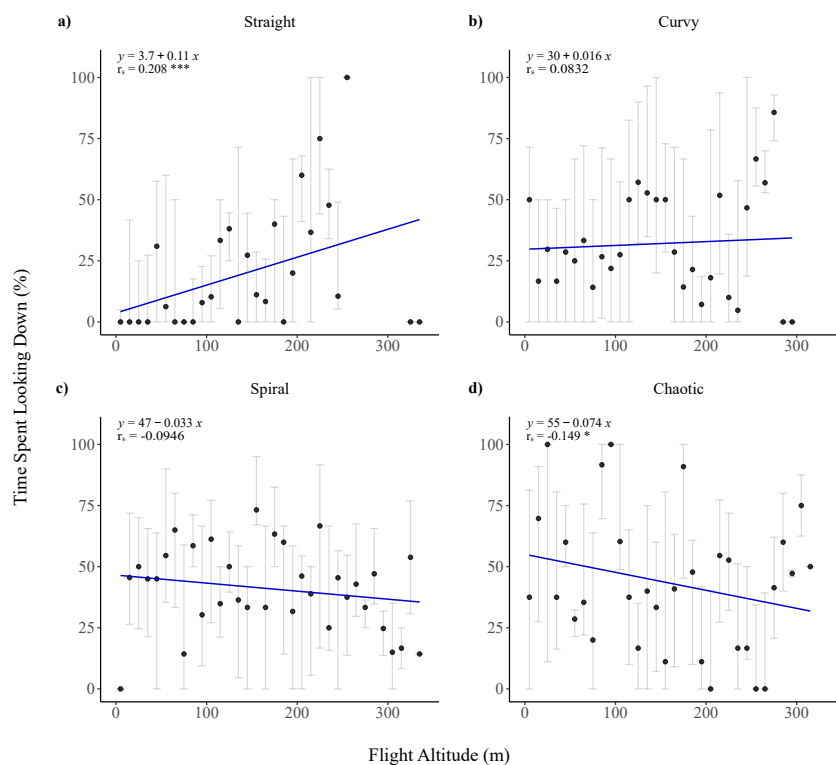 a)
Straight
y = 3.7 + 0.11 x
rs = 0.208 ***
100
75
50
25
0
0 100 200 300
b)
Curvy
y = 30 + 0.016 x
rs = 0.0832
100
75
50
25
0
0 100 200 300
Time Spent Looking Down (%)
c)
Spiral
y = 47 − 0.033 x
rs = -0.0946
100
75
50
25
0
0 100 200 300
d)
Chaotic
y = 55 − 0.074 x
rs = -0.149 *
100
75
50
25
0
0 100 200 300
Flight Altitude (m)